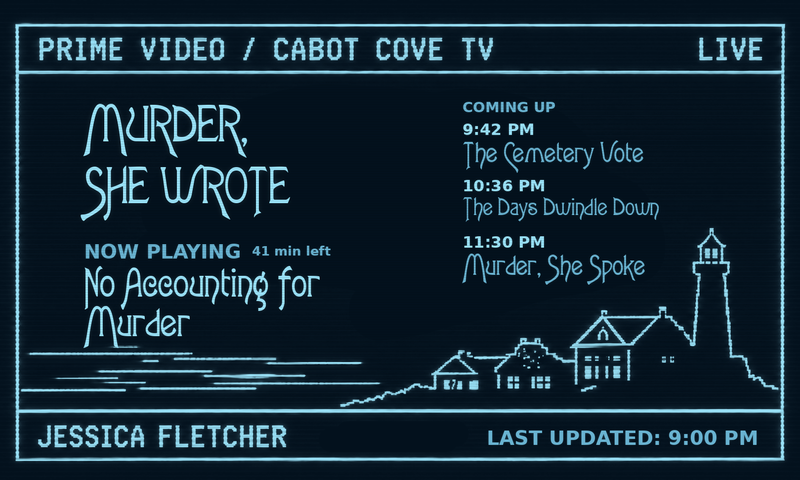 PRIME VIDEO / CABOT COVE TV
LIVE
MURDER,
SHE WROTE
NOW PLAYING 41 min left
No Accounting for
Murder
COMING UP
9:42 PM
The Cemetery Vote
10:36 PM
The Days Dwindle Down
11:30 PM
Murder, She Spoke
JESSICA FLETCHER
LAST UPDATED: 9:00 PM